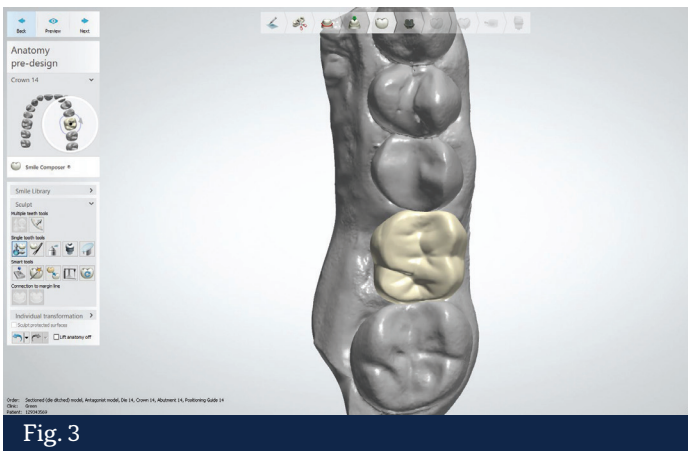 Back Preview Next
Anatomy
pre-design
Crown 14
Smile Composer
Smile Library
Sculpt
Multiple teeth tools
Single teeth tools
Smart tools
Connection to margin line
Individual transformation
Sculpt protected surfaces
Lift anatomy off
Order: Sectioned (die ditched) model, Antagonist model, Die 14, Crown 14, Abutment 14, Positioning Guide 14
Clinic: Green
Patient:
Fig. 3